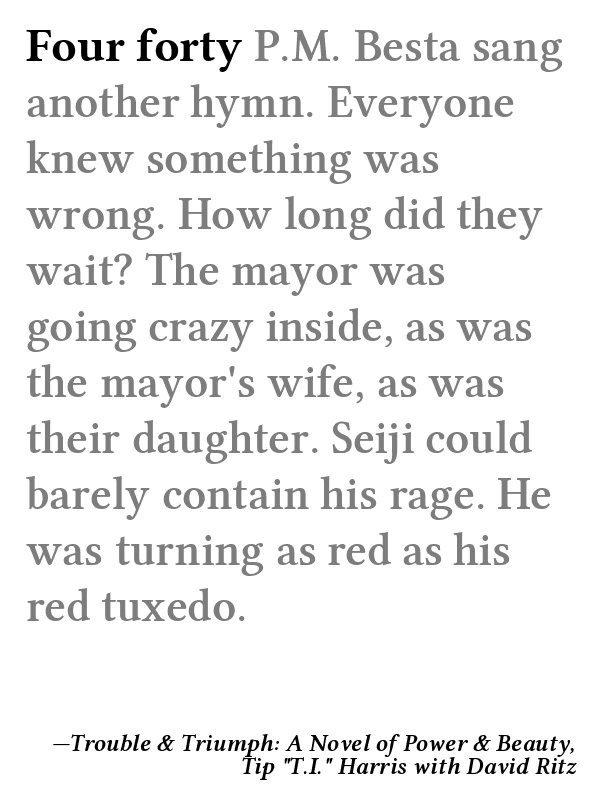 Four forty P.M. Besta sang
another hymn. Everyone
knew something was
wrong. How long did they
wait? The mayor was
going crazy inside, as was
the mayor's wife, as was
their daughter. Seiji could
barely contain his rage. He
was turning as red as his
red tuxedo.
—Trouble & Triumph: A Novel of Power & Beauty,
Tip "T.I." Harris with David Ritz